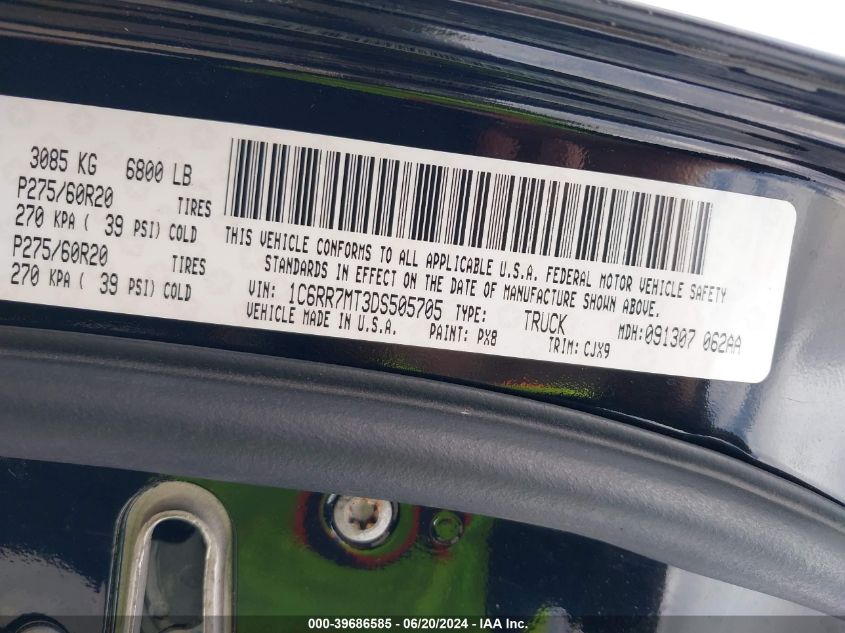 3085 KG 6800 LB
P275/60R20 TIRES
270 KPA ( 39 PSI) COLD
P275/60R20 TIRES
270 KPA ( 39 PSI) COLD
THIS VEHICLE CONFORMS TO ALL APPLICABLE U.S.A. FEDERAL MOTOR VEHICLE SAFETY
STANDARDS IN EFFECT ON THE DATE OF MANUFACTURE SHOWN ABOVE.
VIN: 1C6RR7MT3DS505705 TYPE: TRUCK MDH:091307 062AA
VEHICLE MADE IN U.S.A. PAINT: PX8 TRIM: CJX9
000-39686585 - 06/20/2024 - IAA Inc.